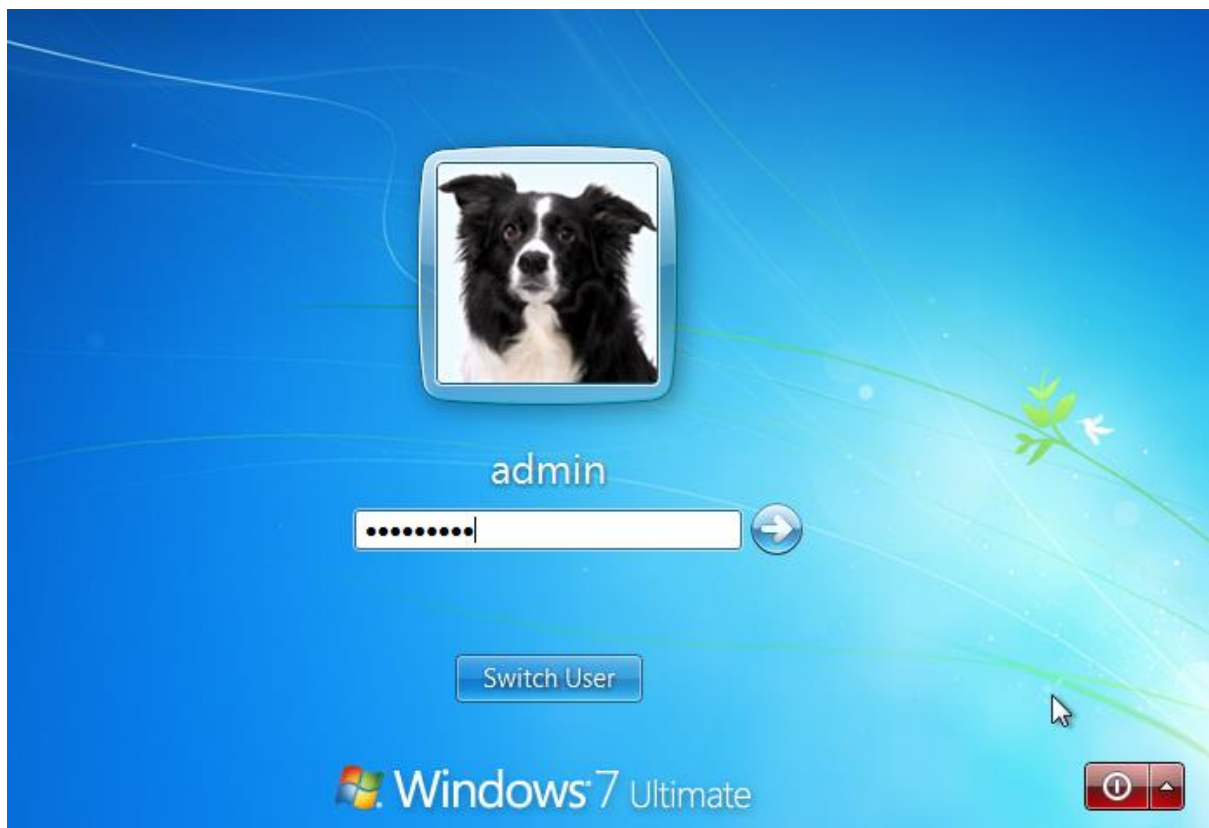 admin
•••••••••
Switch User
Windows 7 Ultimate